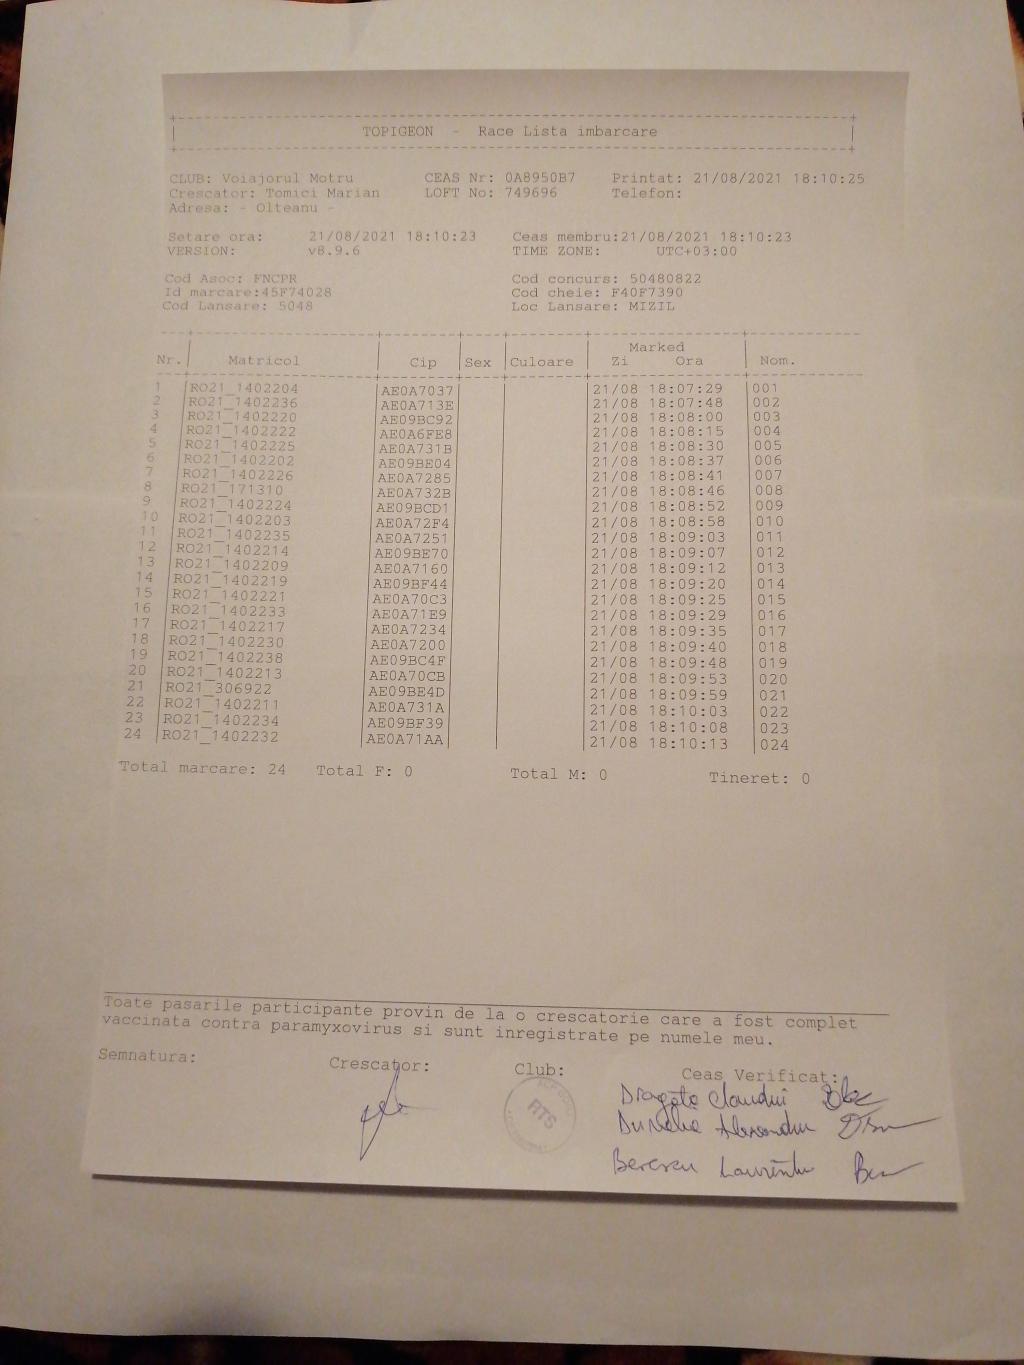 TOPIGEON - Race Lista imbarcare
CLUB: Voiajorul Motru CEAS Nr: 0A8950B7 Printat: 21/08/2021 18:10:25
Crescator: Tomici Marian LOFT No: 749696 Telefon:
Adresa: - Olteanu -
Setare ora: 21/08/2021 18:10:23 Ceas membru:21/08/2021 18:10:23
VERSION: v8.9.6 TIME ZONE: UTC+03:00
Cod Asoc: FNCPR Cod concurs: 50480822
Id marcare:45F74028 Cod cheie: F40F7390
Cod Lansare: 5048 Loc Lansare: MIZIL
Marked
Nr. Matricol Cip Sex Culoare Zi Ora Nom.
1 RO21_1402204 AE0A7037 21/08 18:07:29 001
2 RO21_1402236 AE0A713E 21/08 18:07:48 002
3 RO21_1402220 AE09BC92 21/08 18:08:00 003
4 RO21_1402222 AE0A6FE8 21/08 18:08:15 004
5 RO21_1402225 AE0A731B 21/08 18:08:30 005
6 RO21_1402202 AE09BE04 21/08 18:08:37 006
7 RO21_1402226 AE0A7285 21/08 18:08:41 007
8 RO21_171310 AE0A732B 21/08 18:08:46 008
9 RO21_1402224 AE09BCD1 21/08 18:08:52 009
10 RO21_1402203 AE0A72F4 21/08 18:08:58 010
11 RO21_1402235 AE0A7251 21/08 18:09:03 011
12 RO21_1402214 AE09BE70 21/08 18:09:07 012
13 RO21_1402209 AE0A7160 21/08 18:09:12 013
14 RO21_1402219 AE09BF44 21/08 18:09:20 014
15 RO21_1402221 AE0A70C3 21/08 18:09:25 015
16 RO21_1402233 AE0A71E9 21/08 18:09:29 016
17 RO21_1402217 AE0A7234 21/08 18:09:35 017
18 RO21_1402230 AE0A7200 21/08 18:09:40 018
19 RO21_1402238 AE09BC4F 21/08 18:09:48 019
20 RO21_1402213 AE0A70CB 21/08 18:09:53 020
21 RO21_306922 AE09BE4D 21/08 18:09:59 021
22 RO21_1402211 AE0A731A 21/08 18:10:03 022
23 RO21_1402234 AE09BF39 21/08 18:10:08 023
24 RO21_1402232 AE0A71AA 21/08 18:10:13 024
Total marcare: 24 Total F: 0 Total M: 0 Tineret: 0
Toate pasarile participante provin de la o crescatorie care a fost complet
vaccinata contra paramyxovirus si sunt inregistrate pe numele meu.
Semnatura: Crescator: Club: Ceas Verificat:
RTS